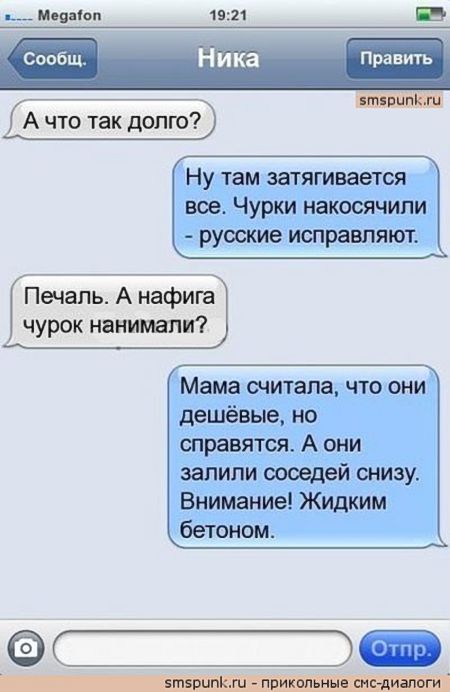 Megafon 19:21
Сообщ. Ника Править
smspunk.ru
А что так долго?
Ну там затягивается
все. Чурки накосячили
- русские исправляют.
Печаль. А нафига
чурок нанимали?
Мама считала, что они
дешёвые, но
справятся. А они
залили соседей снизу.
Внимание! Жидким
бетоном.
Отпр.
smspunk.ru - прикольные смс-диалоги